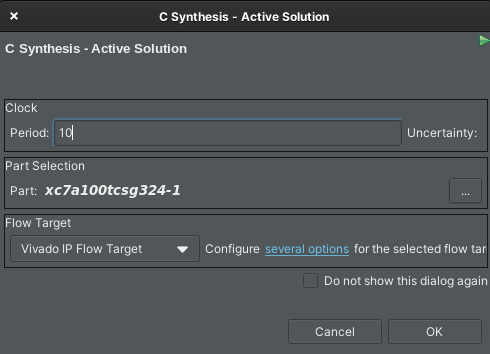 C Synthesis - Active Solution
C Synthesis - Active Solution
Clock
Period: 10 Uncertainty:
Part Selection
Part: xc7a100tcsg324-1 ...
Flow Target
Vivado IP Flow Target Configure several options for the selected flow tar
Do not show this dialog again
Cancel OK